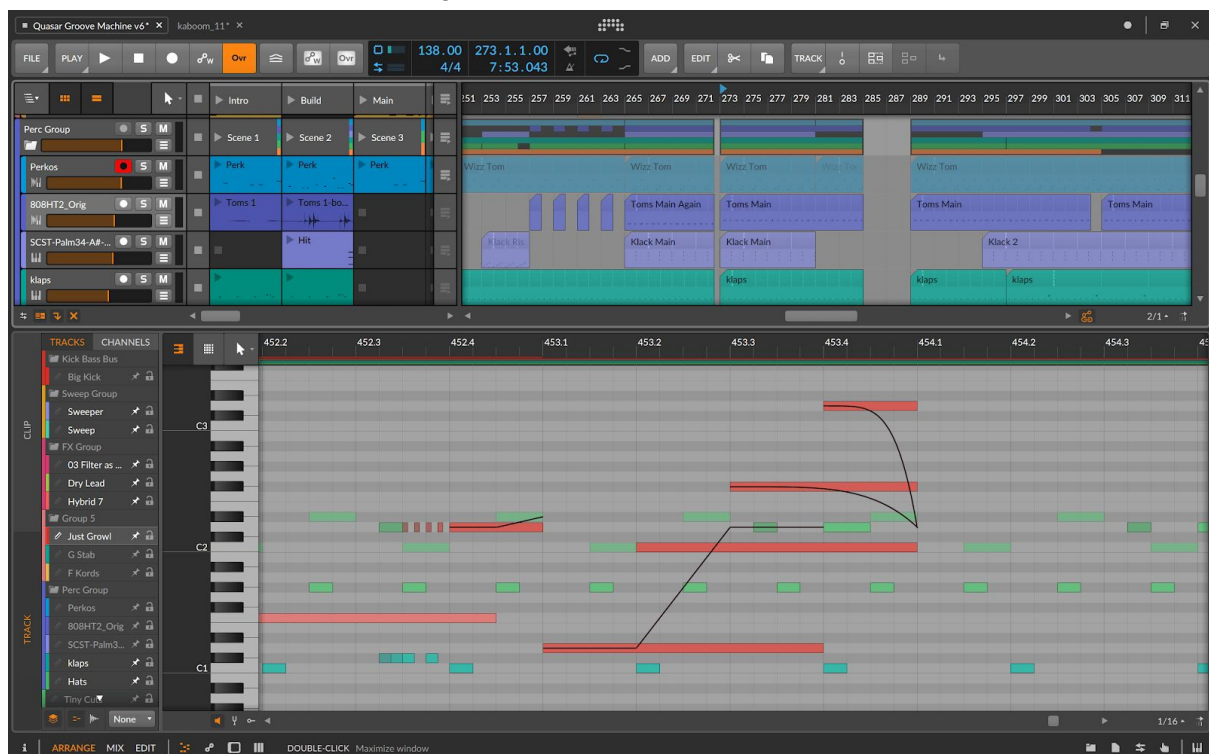 Quasar Groove Machine v6* × kaboom_11* ×
FILE PLAY Ovr Ovr 138.00 273.1.1.00 ADD EDIT TRACK
4/4 7:53.043
Intro Build Main
253 255 257 259 261 263 265 267 269 271 273 275 277 279 281 283 285 287 289 291 293 295 297 299 301 303 305 307 309 311
Perc Group S M Scene 1 Scene 2 Scene 3
Perkos S M Perk Perk Perk Wizz Tom Wizz Tom Wizz Tom Wizz Tom
808HT2_Orig S M Toms 1 Toms 1-bo... Toms Main Again Toms Main Toms Main Toms Main
SCST-Palm34-A#-... S M Hit Klack Ris Klack Main Klack Main Klack 2
klaps S M klaps klaps klaps
2/1
CLIP
TRACK
TRACKS CHANNELS
452.2 452.3 452.4 453.1 453.2 453.3 453.4 454.1 454.2 454.3
Kick Bass Bus
Big Kick
Sweep Group
Sweeper
Sweep
FX Group
03 Filter as ...
Dry Lead
Hybrid 7
Group 5
Just Growl
G Stab
F Kords
Perc Group
Perkos
808HT2_Orig
SCST-Palm3...
klaps
Hats
C3
C2
C1
None
1/16
i ARRANGE MIX EDIT DOUBLE-CLICK Maximize window